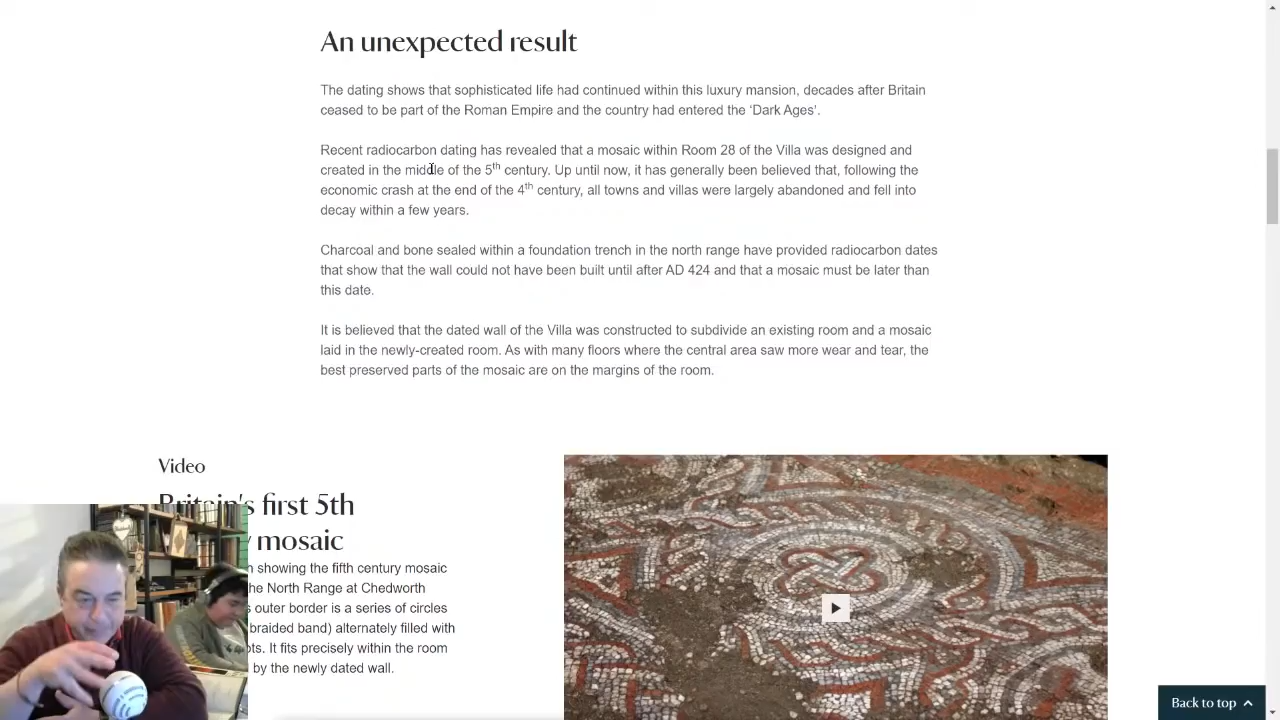 An unexpected result
The dating shows that sophisticated life had continued within this luxury mansion, decades after Britain
ceased to be part of the Roman Empire and the country had entered the ‘Dark Ages’.
Recent radiocarbon dating has revealed that a mosaic within Room 28 of the Villa was designed and
created in the middle of the 5th century. Up until now, it has generally been believed that, following the
economic crash at the end of the 4th century, all towns and villas were largely abandoned and fell into
decay within a few years.
Charcoal and bone sealed within a foundation trench in the north range have provided radiocarbon dates
that show that the wall could not have been built until after AD 424 and that a mosaic must be later than
this date.
It is believed that the dated wall of the Villa was constructed to subdivide an existing room and a mosaic
laid in the newly-created room. As with many floors where the central area saw more wear and tear, the
best preserved parts of the mosaic are on the margins of the room.
Video
Britain's first 5th
mosaic
showing the fifth century mosaic
the North Range at Chedworth
outer border is a series of circles
braided band) alternately filled with
It fits precisely within the room
by the newly dated wall.
Back to top